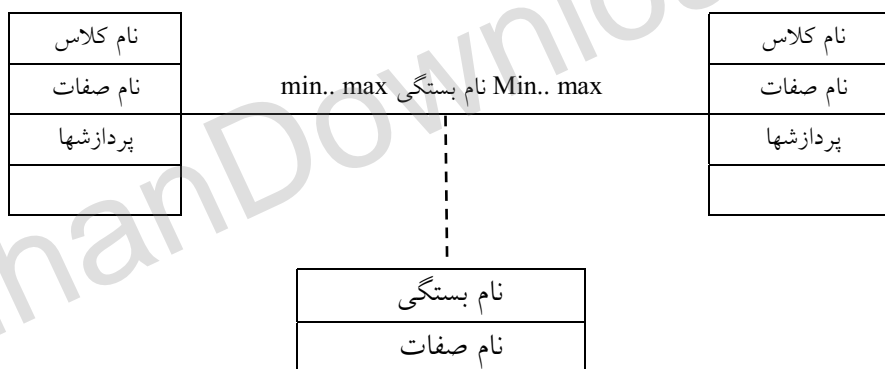 نام کلاس
نام صفات
پردازشها
min.. max نام بستگی Min.. max
نام کلاس
نام صفات
پردازشها
نام بستگی
نام صفات